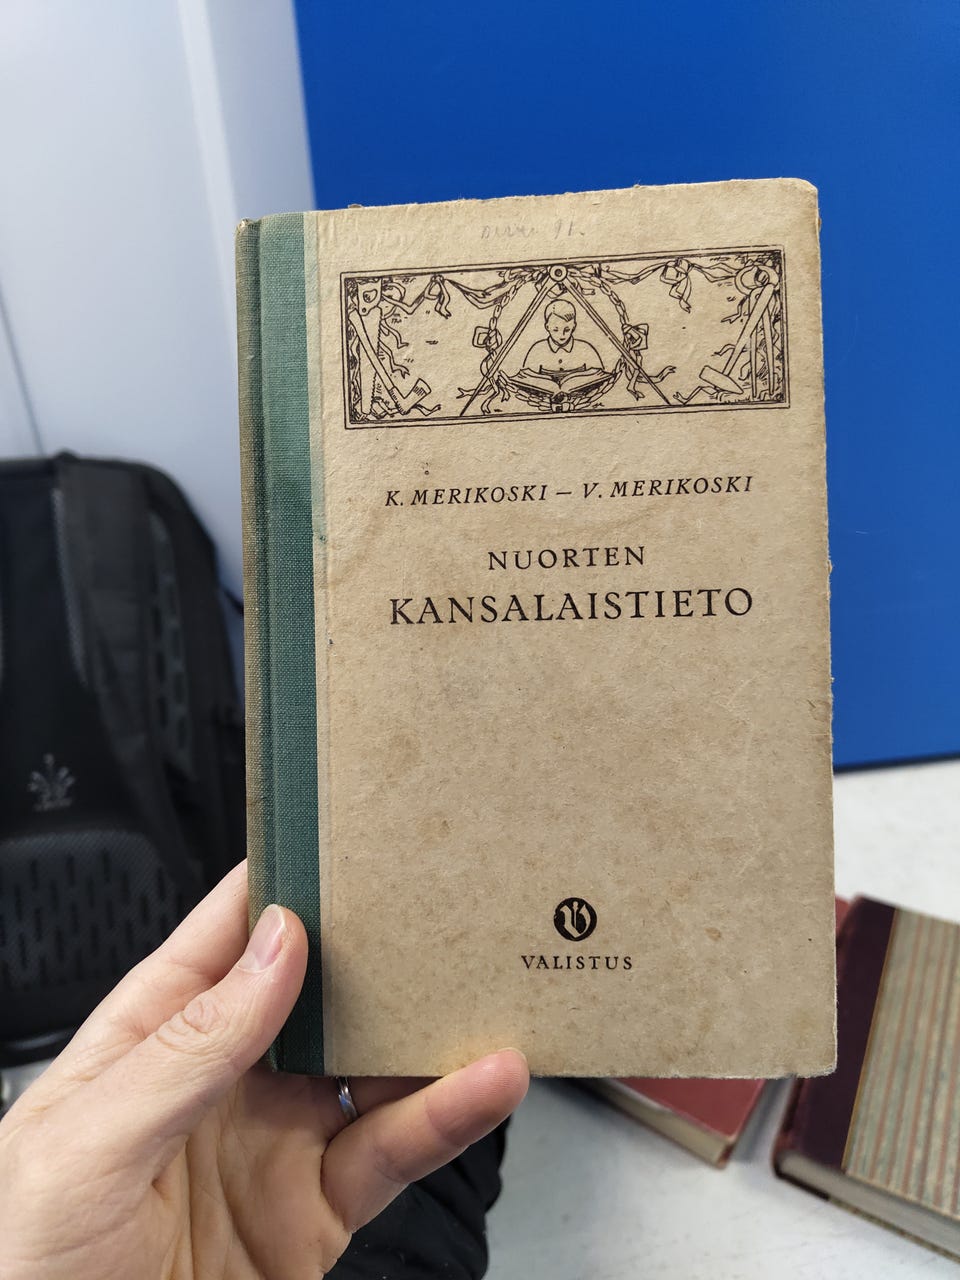 K. MERIKOSKI – V. MERIKOSKI
NUORTEN
KANSALAISTIETO
VALISTUS